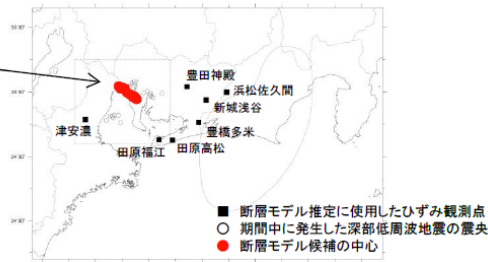 豊田神殿
浜松佐久間
新城浅谷
津安濃
豊橋多米
田原福江
田原高松
■ 断層モデル推定に使用したひずみ観測点
○ 期間中に発生した深部低周波地震の震央
● 断層モデル候補の中心